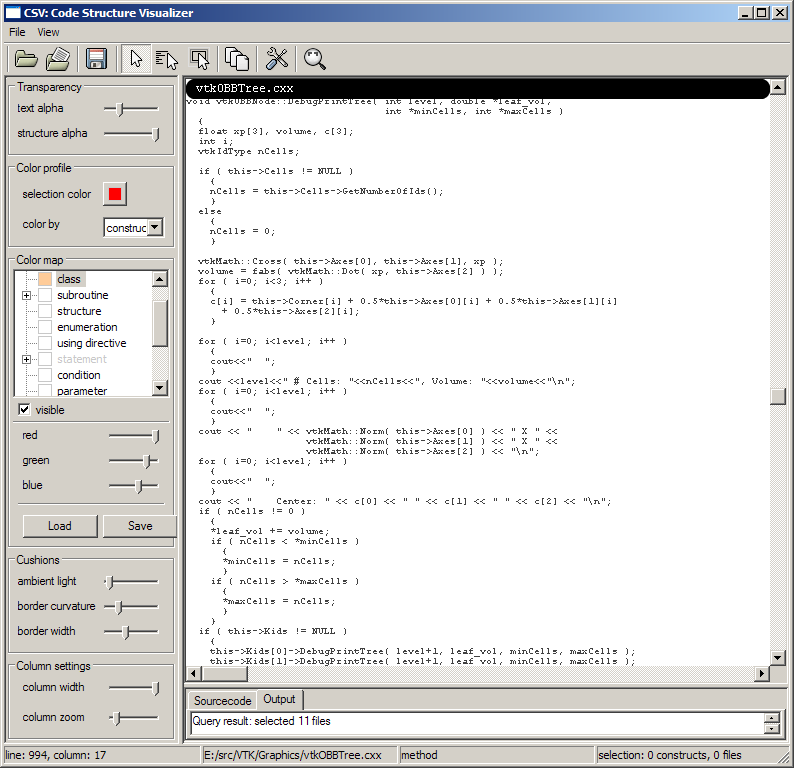 CSV: Code Structure Visualizer
File View
Transparency
text alpha
structure alpha
Color profile
selection color
color by
construc
Color map
class
subroutine
structure
enumeration
using directive
statement
condition
parameter
visible
red
green
blue
Load Save
Cushions
ambient light
border curvature
border width
Column settings
column width
column zoom
vtkOBBTree.cxx
void vtkOBBNode::DebugPrintTree( int level, double *leaf_vol,
int *minCells, int *maxCells )
{
float xp[3], volume, c[3];
int i;
vtkIdType nCells;
if ( this->Cells != NULL )
{
nCells = this->Cells->GetNumberOfIds();
}
else
{
nCells = 0;
}
vtkMath::Cross( this->Axes[0], this->Axes[1], xp );
volume = fabs( vtkMath::Dot( xp, this->Axes[2] ) );
for ( i=0; i<3; i++ )
{
c[i] = this->Corner[i] + 0.5*this->Axes[0][i] + 0.5*this->Axes[1][i]
+ 0.5*this->Axes[2][i];
}
for ( i=0; i<level; i++ )
{
cout<<"  ";
}
cout <<level<<" # Cells: "<<nCells<<", Volume: "<<volume<<"\n";
for ( i=0; i<level; i++ )
{
cout<<"  ";
}
cout << "    " << vtkMath::Norm( this->Axes[0] ) << " X " <<
vtkMath::Norm( this->Axes[1] ) << " X " <<
vtkMath::Norm( this->Axes[2] ) << "\n";
for ( i=0; i<level; i++ )
{
cout<<"  ";
}
cout << "    Center: " << c[0] << " " << c[1] << " " << c[2] << "\n";
if ( nCells != 0 )
{
*leaf_vol += volume;
if ( nCells < *minCells )
{
*minCells = nCells;
}
if ( nCells > *maxCells )
{
*maxCells = nCells;
}
}
if ( this->Kids != NULL )
{
this->Kids[0]->DebugPrintTree( level+1, leaf_vol, minCells, maxCells );
this->Kids[1]->DebugPrintTree( level+1, leaf_vol, minCells, maxCells );
Sourcecode Output
Query result: selected 11 files
line: 994, column: 17 E:/src/VTK/Graphics/vtkOBBTree.cxx method selection: 0 constructs, 0 files